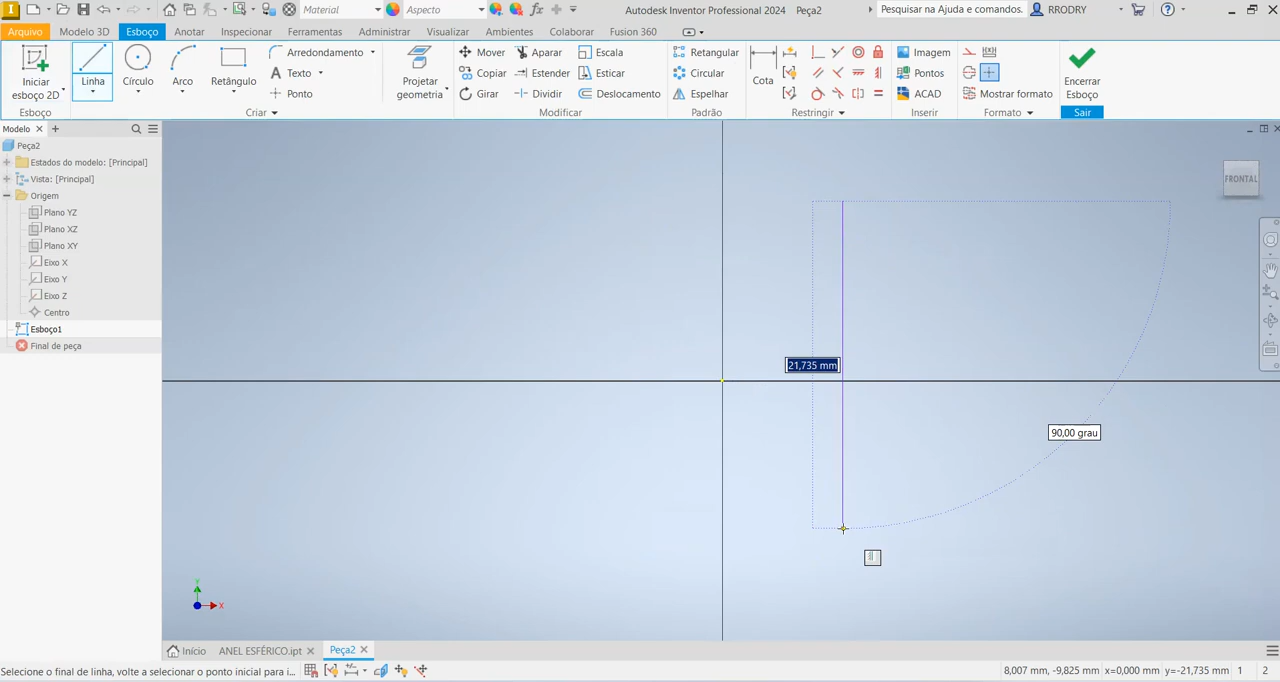 Material
Aspecto
Autodesk Inventor Professional 2024 Peça2
Pesquisar na Ajuda e comandos.
RRODRY
Arquivo
Modelo 3D
Esboço
Anotar
Inspecionar
Ferramentas
Administrar
Visualizar
Ambientes
Colaborar
Fusion 360
Iniciar
esboço 2D
Linha
Círculo
Arco
Retângulo
Arredondamento
Texto
Ponto
Projetar
geometria
Mover
Copiar
Girar
Aparar
Estender
Dividir
Escala
Esticar
Deslocamento
Retangular
Circular
Espelhar
Cota
Imagem
Pontos
ACAD
Mostrar formato
Encerrar
Esboço
Esboço
Criar
Modificar
Padrão
Restringir
Inserir
Formato
Sair
Modelo
Peça2
Estados do modelo: [Principal]
Vista: [Principal]
Origem
Plano YZ
Plano XZ
Plano XY
Eixo X
Eixo Y
Eixo Z
Centro
Esboço1
Final de peça
FRONTAL
21,735 mm
90,00 grau
Y
X
Início
ANEL ESFÉRICO.ipt
Peça2
Selecione o final de linha, volte a selecionar o ponto inicial para i...
8,007 mm, -9,825 mm x=0,000 mm y=-21,735 mm 1 2